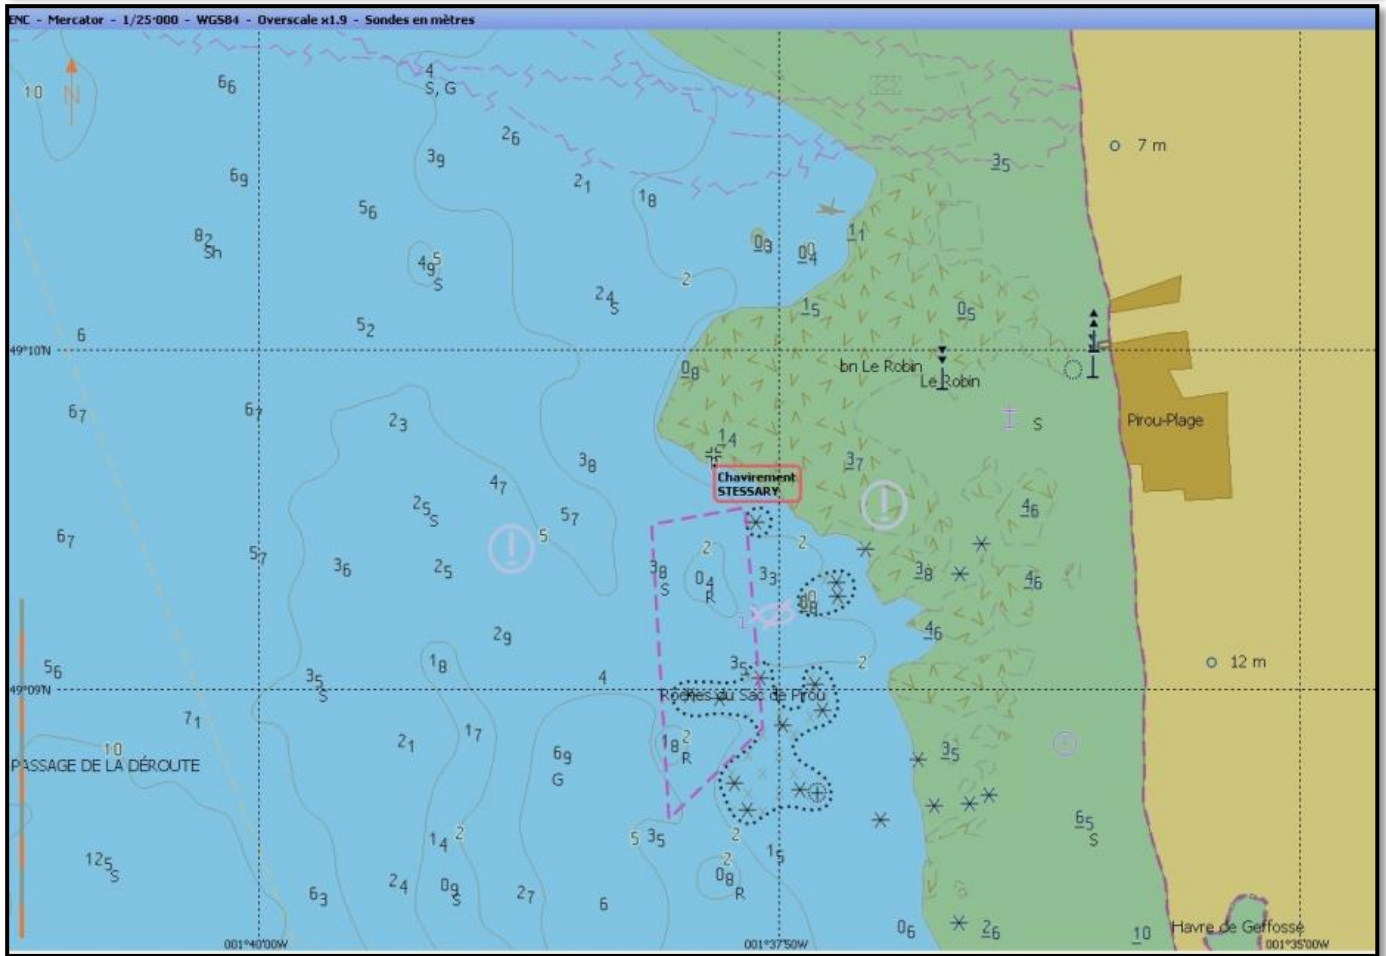 ENC - Mercator - 1/25·000 - WGS84 - Overscale x1.9 - Sondes en mètres
4
S, G
6₆
10
N
2₆
3₉
7 m
3₅
6₉
2₁
1₈
5₆
8₂
Sh
1₁
0₃
0₄
4₉
5
S
2
2₄
S
1₅
0₅
5₂
6
49°10'N
bn Le Robin
0₈
Le Robin
6₇
6₇
2₃
S
Pirou-Plage
1₄
3₈
3₇
Chavirement
STESSARY
4₇
2₅
S
5₇
4₆
6₇
5
2
2
5₇
3₆
2₅
3₈
S
0₄
R
3₃
3₈
4₆
0₈
1
4₆
2₉
1₈
5₆
3₅
2
12 m
3₅
S
4
49°09'N
Roches du Sac de Pirou
7₁
1₇
2₁
1₈
2
R
3₅
10
6₉
G
PASSAGE DE LA DÉROUTE
6₅
S
1₄
2
5
3₅
2
1₅
12₅
S
2
0₈
R
2₄
0₉
S
6₃
2₇
6
0₆
2₆
10
Havre de Geffosse
001°40'00W
001°37'50W
001°35'00W